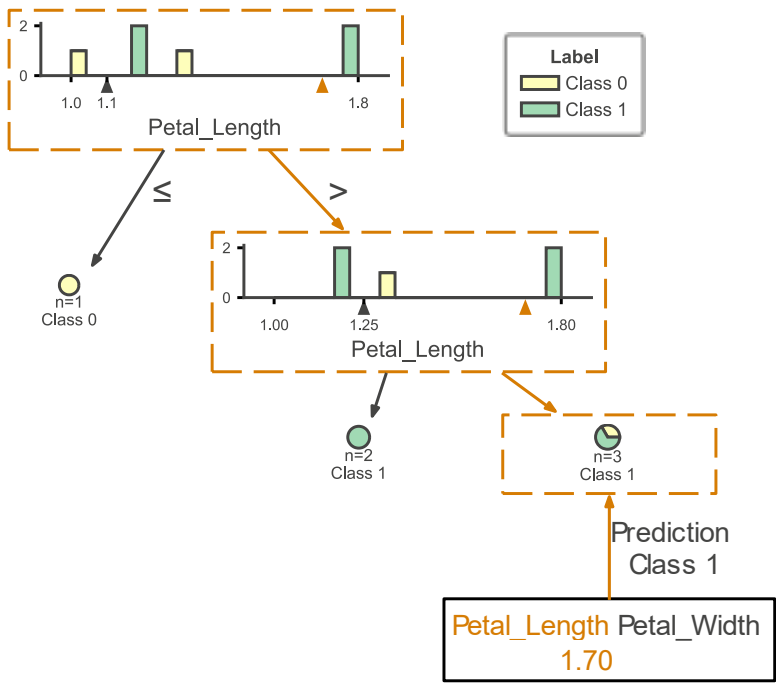 2
0
1.0 1.1 1.8
Petal_Length
Label
Class 0
Class 1
≤ >
2
0
1.00 1.25 1.80
Petal_Length
n=1
Class 0
n=2
Class 1
n=3
Class 1
Prediction
Class 1
Petal_Length Petal_Width
1.70